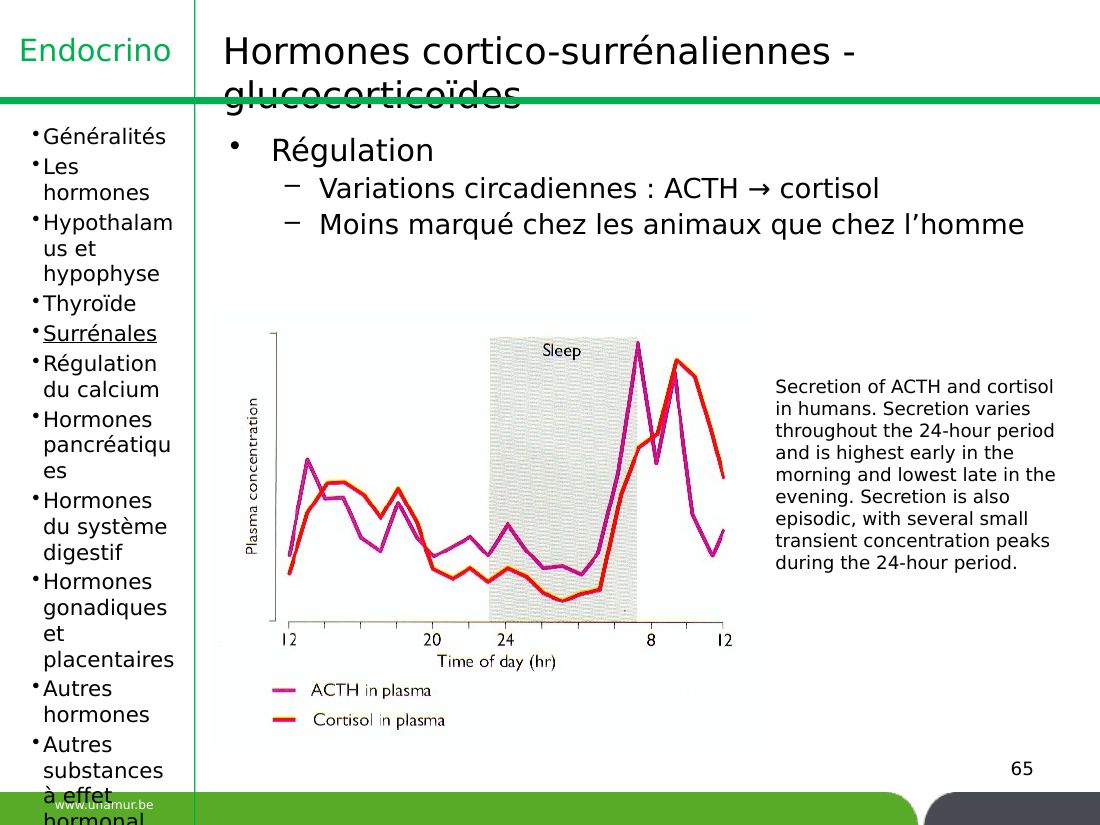 Endocrino
Hormones cortico-surrénaliennes -
glucocorticoïdes
•Généralités
•Les
hormones
•Hypothalam
us et
hypophyse
•Thyroïde
•Surrénales
•Régulation
du calcium
•Hormones
pancréatiqu
es
•Hormones
du système
digestif
•Hormones
gonadiques
et
placentaires
•Autres
hormones
•Autres
substances
à effet
hormonal
• Régulation
– Variations circadiennes : ACTH → cortisol
– Moins marqué chez les animaux que chez l’homme
Sleep
Plasma concentration
12 20 24 8 12
Time of day (hr)
ACTH in plasma
Cortisol in plasma
Secretion of ACTH and cortisol
in humans. Secretion varies
throughout the 24-hour period
and is highest early in the
morning and lowest late in the
evening. Secretion is also
episodic, with several small
transient concentration peaks
during the 24-hour period.
65
www.unamur.be